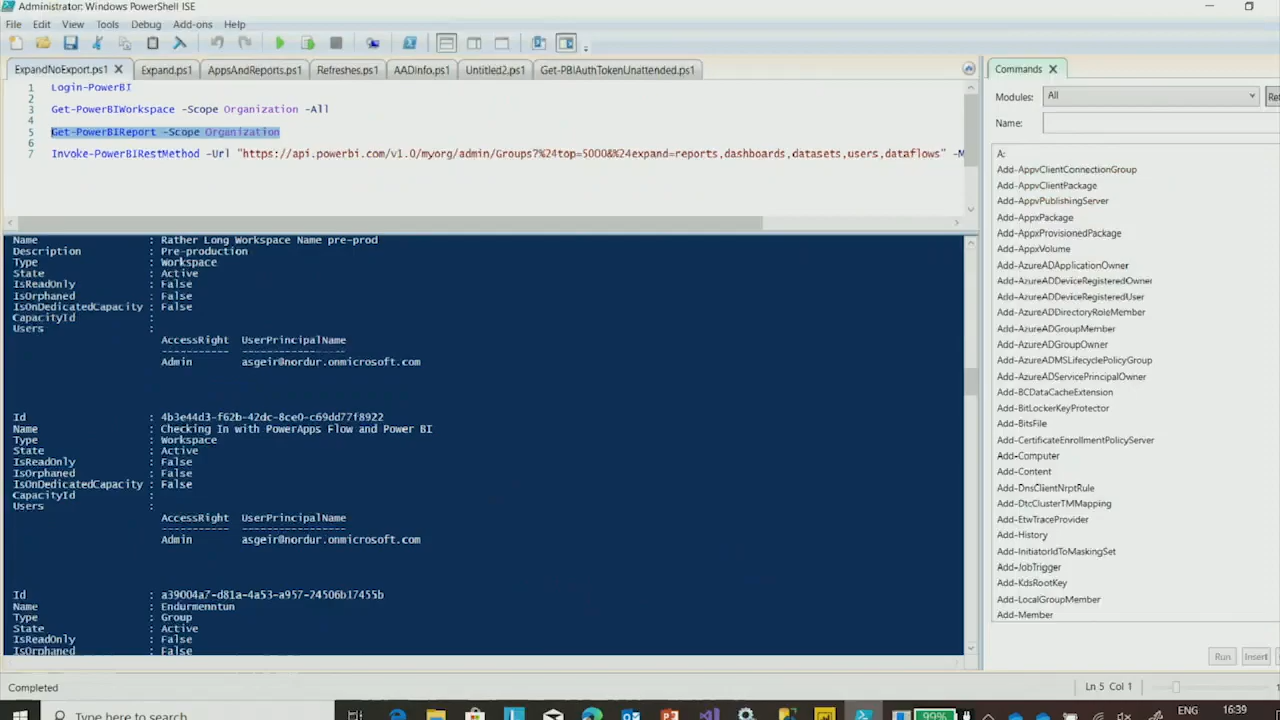 Administrator: Windows PowerShell ISE
File Edit View Tools Debug Add-ons Help
ExpandNoExport.ps1 Expand.ps1 AppsAndReports.ps1 Refreshes.ps1 AADInfo.ps1 Untitled2.ps1 Get-PBIAuthTokenUnattended.ps1
1 Login-PowerBI
2
3 Get-PowerBIWorkspace -Scope Organization -All
4
5 Get-PowerBIReport -Scope Organization
6
7 Invoke-PowerBIRestMethod -Url "https://api.powerbi.com/v1.0/myorg/admin/Groups?%24top=5000&%24expand=reports,dashboards,datasets,users,dataflows" -M
Name : Rather Long Workspace Name pre-prod
Description : Pre-production
Type : Workspace
State : Active
IsReadOnly : False
IsOrphaned : False
IsOnDedicatedCapacity : False
CapacityId :
Users :
AccessRight UserPrincipalName
----------- -----------------
Admin asgeir@nordur.onmicrosoft.com
Id : 4b3e44d3-f62b-42dc-8ce0-c69dd77f8922
Name : Checking In with PowerApps Flow and Power BI
Type : Workspace
State : Active
IsReadOnly : False
IsOrphaned : False
IsOnDedicatedCapacity : False
CapacityId :
Users :
AccessRight UserPrincipalName
----------- -----------------
Admin asgeir@nordur.onmicrosoft.com
Id : a39004a7-d81a-4a53-a957-24506b17455b
Name : Endurmenntun
Type : Group
State : Active
IsReadOnly : False
IsOrphaned : False
Commands
Modules: All
Name:
A:
Add-AppvClientConnectionGroup
Add-AppvClientPackage
Add-AppvPublishingServer
Add-AppxPackage
Add-AppxProvisionedPackage
Add-AppxVolume
Add-AzureADApplicationOwner
Add-AzureADDeviceRegisteredOwner
Add-AzureADDeviceRegisteredUser
Add-AzureADDirectoryRoleMember
Add-AzureADGroupMember
Add-AzureADGroupOwner
Add-AzureADMSLifecyclePolicyGroup
Add-AzureADServicePrincipalOwner
Add-BCDataCacheExtension
Add-BitLockerKeyProtector
Add-BitsFile
Add-CertificateEnrollmentPolicyServer
Add-Computer
Add-Content
Add-DnsClientNrptRule
Add-DtcClusterTMMapping
Add-EtwTraceProvider
Add-History
Add-InitiatorIdToMaskingSet
Add-JobTrigger
Add-KdsRootKey
Add-LocalGroupMember
Add-Member
Run Insert
Completed
Ln 5 Col 1
Type here to search
99%
ENG
16:39